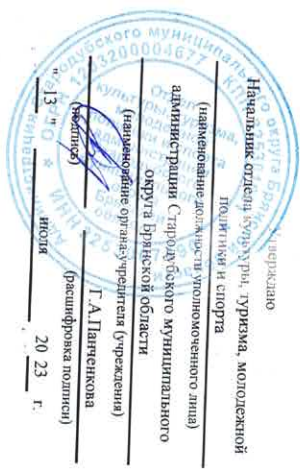 Утверждаю
Начальник отдела культуры, туризма, молодежной
политики и спорта
(наименование должности уполномоченного лица)
администрации Стародубского муниципального
округа Брянской области
(наименование органа-учредителя (учреждения)
Г.А.Панченкова
(подпись) (расшифровка подписи)
" 13 " июля 20 23 г.